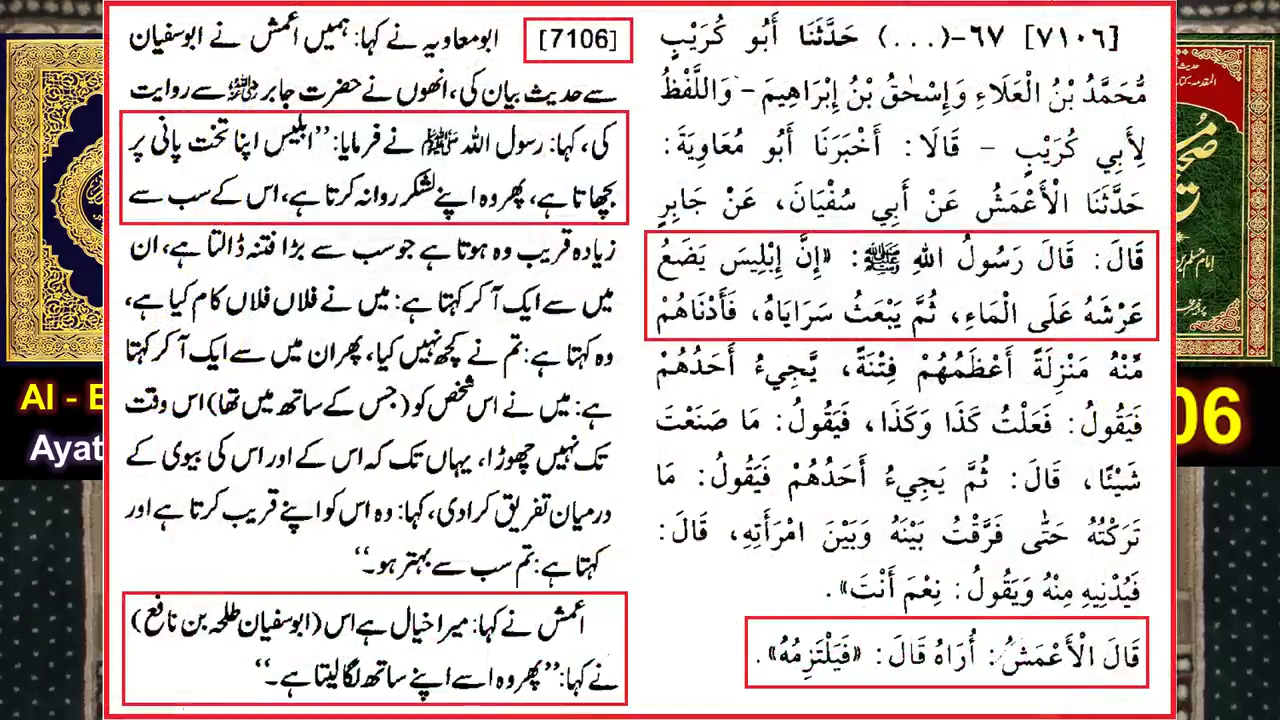 [٧١٠٦] ٦٧-(...) حَدَّثَنَا أَبُو كُرَيْبٍ
مُّحَمَّدُ بْنُ الْعَلَاءِ وَإِسْحٰقُ بْنُ إِبْرَاهِيمَ - وَاللَّفْظُ
لِأَبِي كُرَيْبٍ - قَالَا: أَخْبَرَنَا أَبُو مُعَاوِيَةَ:
حَدَّثَنَا الْأَعْمَشُ عَنْ أَبِي سُفْيَانَ، عَنْ جَابِرٍ
قَالَ: قَالَ رَسُولُ اللهِ ﷺ: «إِنَّ إِبْلِيسَ يَضَعُ
عَرْشَهُ عَلَى الْمَاءِ، ثُمَّ يَبْعَثُ سَرَايَاهُ، فَأَدْنَاهُمْ
مِّنْهُ مَنْزِلَةً أَعْظَمُهُمْ فِتْنَةً، يَّجِيءُ أَحَدُهُمْ
فَيَقُولُ: فَعَلْتُ كَذَا وَكَذَا، فَيَقُولُ: مَا صَنَعْتَ
شَيْئًا، قَالَ: ثُمَّ يَجِيءُ أَحَدُهُمْ فَيَقُولُ: مَا
تَرَكْتُهُ حَتّٰى فَرَّقْتُ بَيْنَهُ وَبَيْنَ امْرَأَتِهِ، قَالَ:
فَيُدْنِيهِ مِنْهُ وَيَقُولُ: نِعْمَ أَنْتَ».
قَالَ الْأَعْمَشُ: أُرَاهُ قَالَ: «فَيَلْتَزِمُهُ».
[7106] ابومعاویہ نے کہا: ہمیں اعمش نے ابوسفیان
سے حدیث بیان کی، انھوں نے حضرت جابر رضی اللہ عنہ سے روایت
کی، کہا: رسول اللہ ﷺ نے فرمایا: ’’ابلیس اپنا تخت پانی پر
بچھاتا ہے، پھر وہ اپنے لشکر روانہ کرتا ہے، اس کے سب سے
زیادہ قریب وہ ہوتا ہے جو سب سے بڑا فتنہ ڈالتا ہے، ان
میں سے ایک آ کر کہتا ہے: میں نے فلاں فلاں کام کیا ہے،
وہ کہتا ہے: تم نے کچھ نہیں کیا، پھر ان میں سے ایک آ کر کہتا
ہے: میں نے اس شخص کو (جس کے ساتھ میں تھا) اس وقت
تک نہیں چھوڑا، یہاں تک کہ اس کے اور اس کی بیوی کے
درمیان تفریق کرا دی، کہا: وہ اس کو اپنے قریب کرتا ہے اور
کہتا ہے: تم سب سے بہتر ہو۔‘‘
اعمش نے کہا: میرا خیال ہے اس (ابوسفیان طلحہ بن نافع)
نے کہا: ’’پھر وہ اسے اپنے ساتھ لگا لیتا ہے۔‘‘
Al - E
Ayat
06